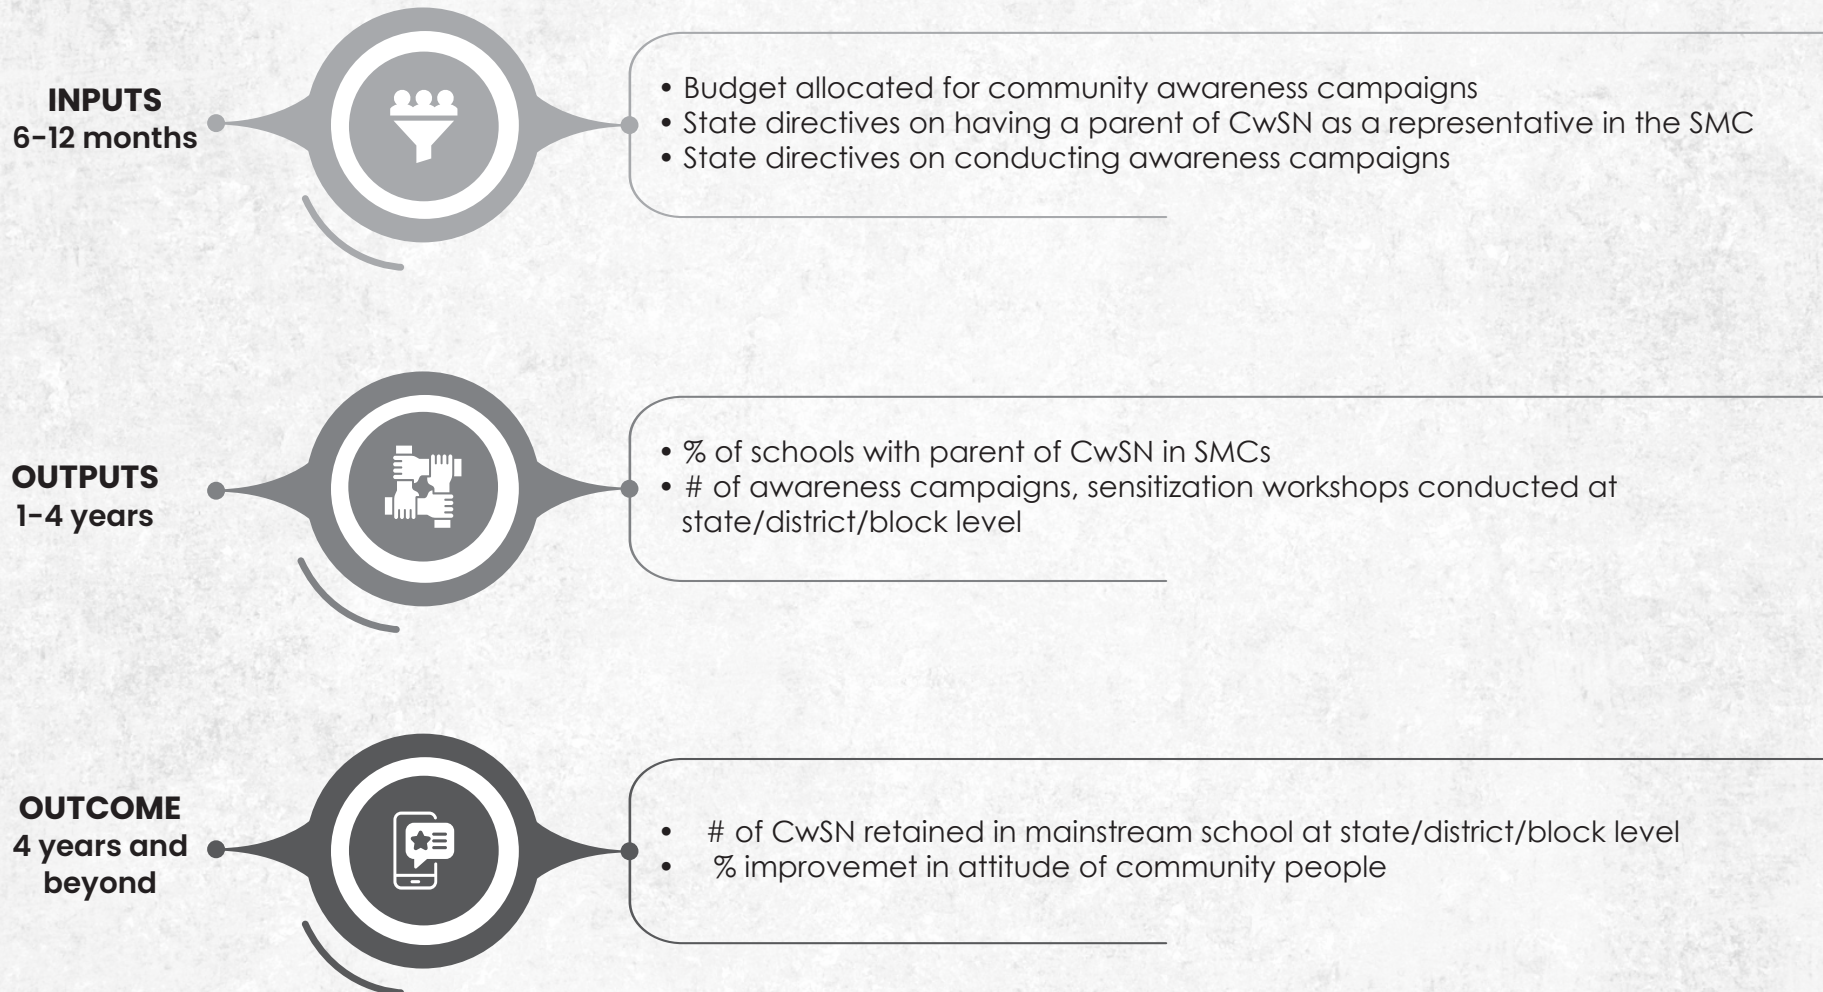 INPUTS
6-12 months
• Budget allocated for community awareness campaigns
• State directives on having a parent of CwSN as a representative in the SMC
• State directives on conducting awareness campaigns
OUTPUTS
1-4 years
• % of schools with parent of CwSN in SMCs
• # of awareness campaigns, sensitization workshops conducted at
state/district/block level
OUTCOME
4 years and
beyond
• # of CwSN retained in mainstream school at state/district/block level
• % improvemet in attitude of community people